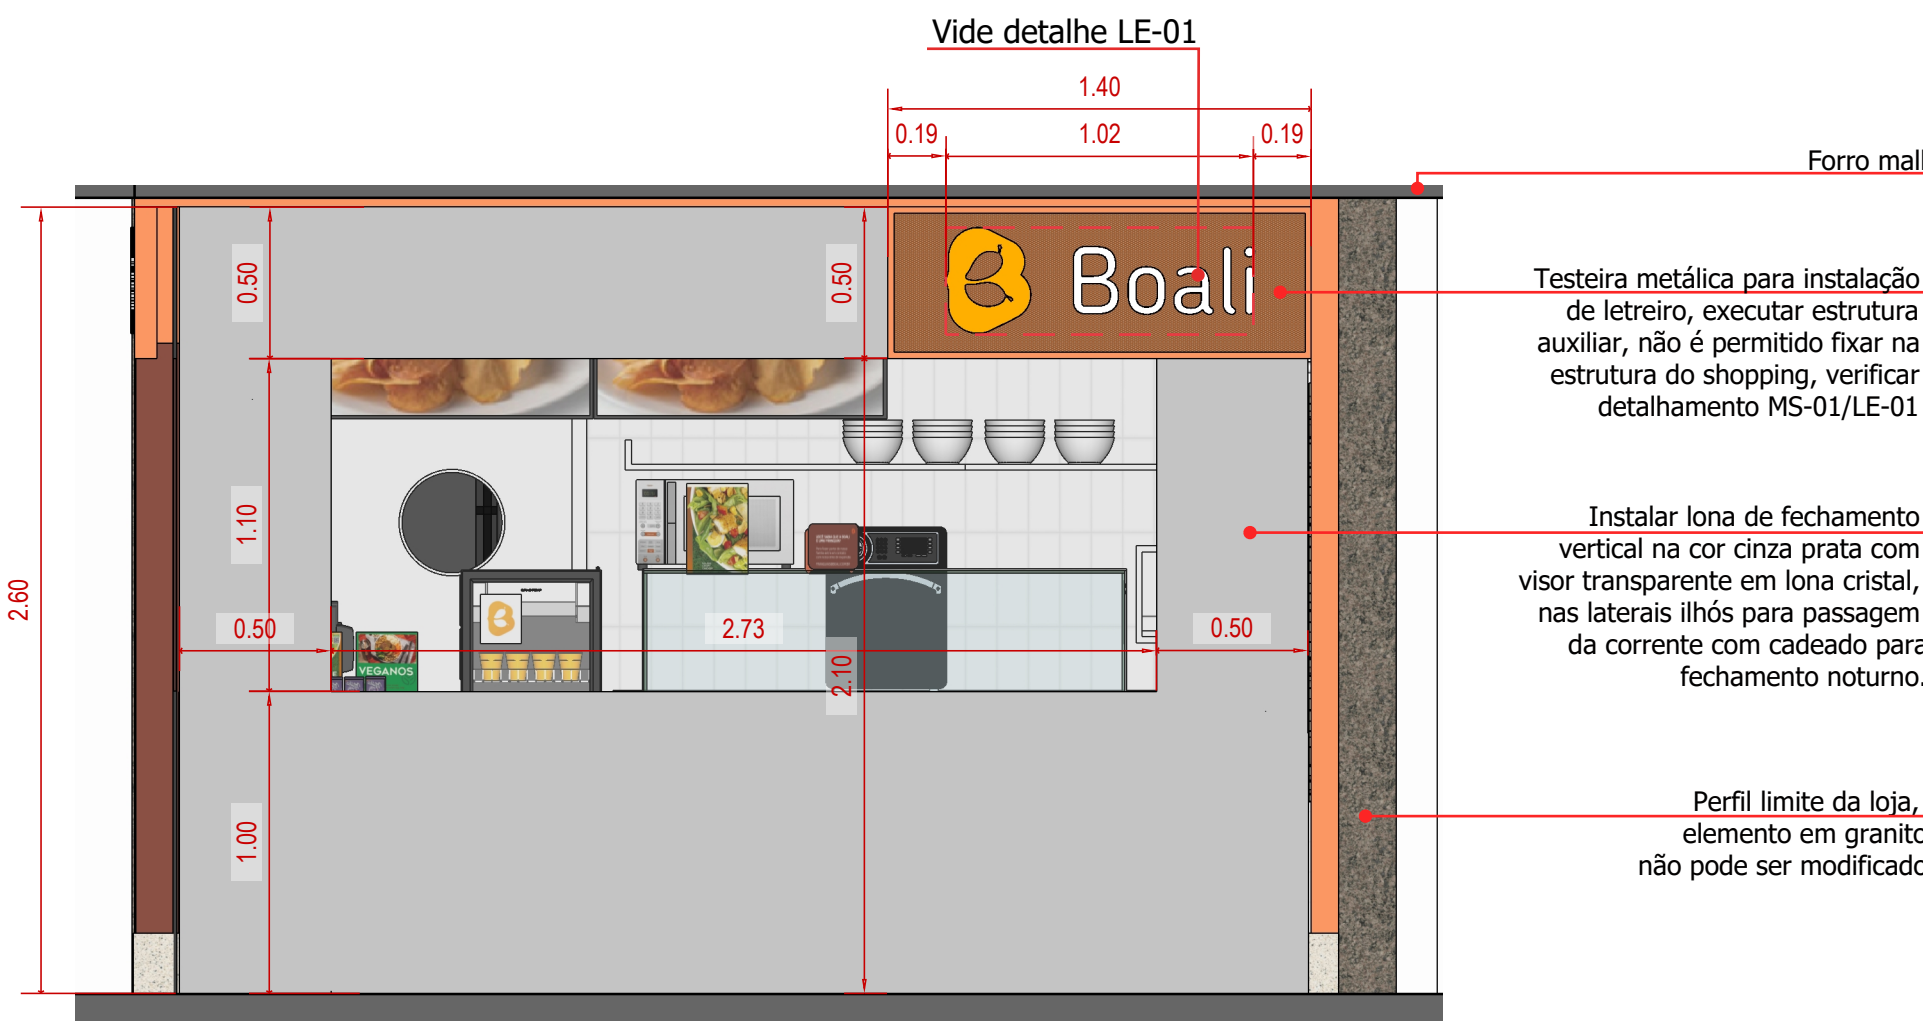 Vide detalhe LE-01
1.40
0.19
1.02
0.19
Forro mall
Testeira metálica para instalação
de letreiro, executar estrutura
auxiliar, não é permitido fixar na
estrutura do shopping, verificar
detalhamento MS-01/LE-01
0.50
0.50
Boali
1.10
Instalar lona de fechamento
vertical na cor cinza prata com
visor transparente em lona cristal,
nas laterais ilhós para passagem
da corrente com cadeado para
fechamento noturno.
2.60
0.50
2.73
0.50
VEGANOS
2.10
1.00
Perfil limite da loja,
elemento em granito
não pode ser modificado